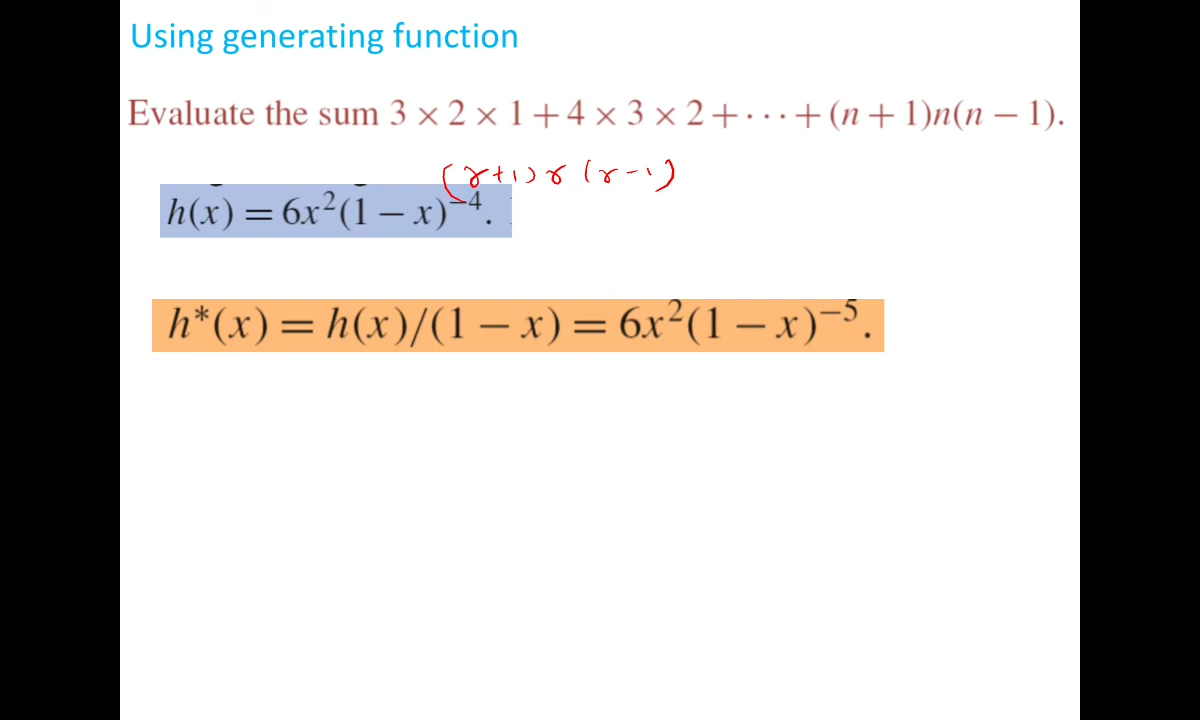 Using generating function
Evaluate the sum 3 × 2 × 1 + 4 × 3 × 2 + · · · + (n + 1)n(n − 1).
(r+1) r (r-1)
h(x) = 6x²(1 − x)⁻⁴.
h*(x) = h(x)/(1 − x) = 6x²(1 − x)⁻⁵.